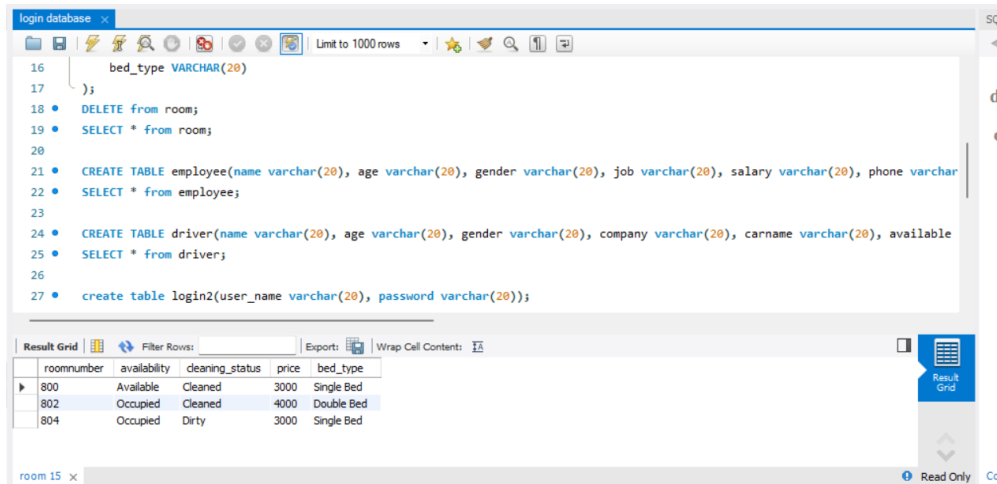 login database
SQ
Limit to 1000 rows
16 bed_type VARCHAR(20)
17 );
18 DELETE from room;
19 SELECT * from room;
20
21 CREATE TABLE employee(name varchar(20), age varchar(20), gender varchar(20), job varchar(20), salary varchar(20), phone varchar
22 SELECT * from employee;
23
24 CREATE TABLE driver(name varchar(20), age varchar(20), gender varchar(20), company varchar(20), carname varchar(20), available
25 SELECT * from driver;
26
27 create table login2(user_name varchar(20), password varchar(20));
Result Grid Filter Rows: Export: Wrap Cell Content:
Result
Grid
roomnumber availability cleaning_status price bed_type
800 Available Cleaned 3000 Single Bed
802 Occupied Cleaned 4000 Double Bed
804 Occupied Dirty 3000 Single Bed
room 15 Read Only Co